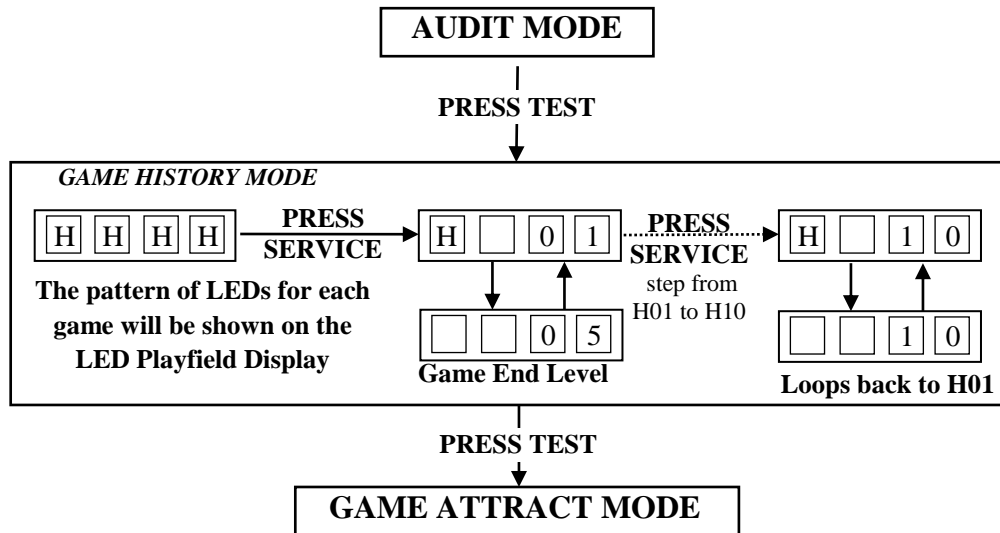 AUDIT MODE
PRESS TEST
GAME HISTORY MODE
H H H H
PRESS
SERVICE
H 0 1
PRESS
SERVICE
step from
H01 to H10
H 1 0
The pattern of LEDs for each
game will be shown on the
LED Playfield Display
0 5
Game End Level
1 0
Loops back to H01
PRESS TEST
GAME ATTRACT MODE